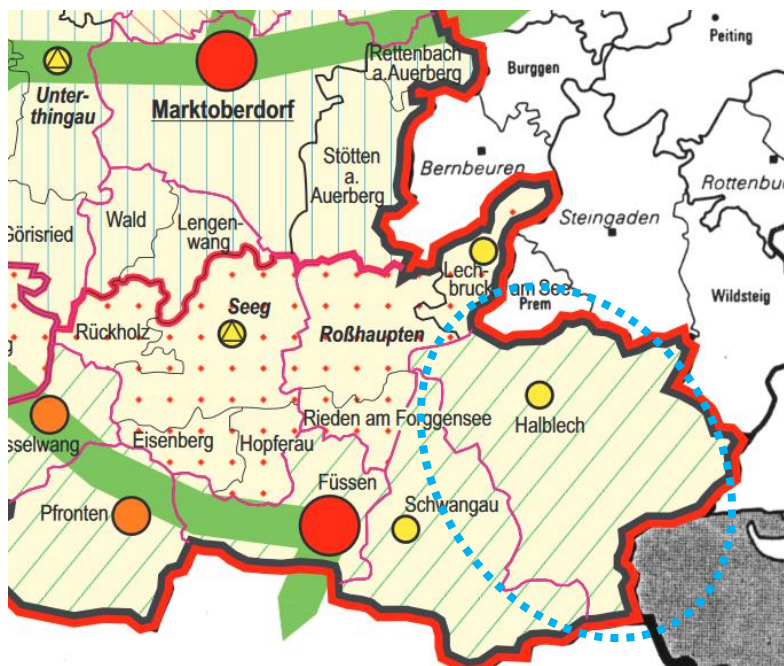 Peiting
Rettenbach
a.Auerberg
Burggen
Unter-
thingau
Marktoberdorf
Stötten
a.
Auerberg
Bernbeuren
Rottenbu
Wald
Lengen-
wang
Görisried
Steingaden
Lech-
bruck am See
Prem
Wildsteig
Seeg
Rückholz
Roßhaupten
Rieden am Forggensee
Halblech
sselwang
Eisenberg
Hopferau
Füssen
Schwangau
Pfronten